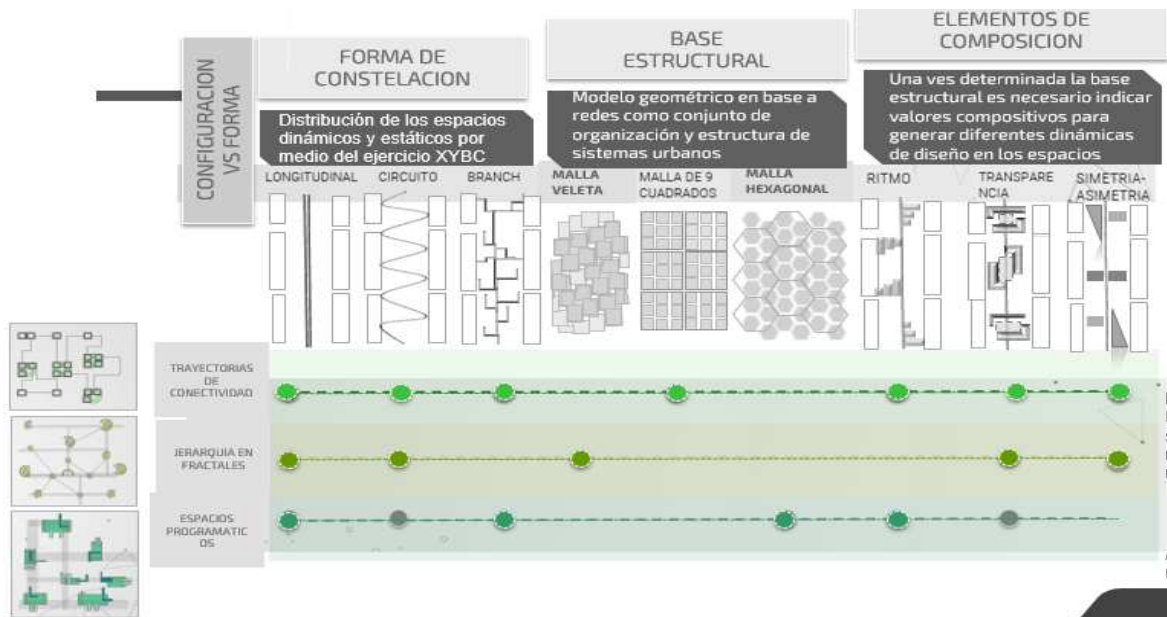 CONFIGURACION
VS FORMA
FORMA DE
CONSTELACION
Distribución de los espacios
dinámicos y estáticos por
medio del ejercicio XYBC
BASE
ESTRUCTURAL
Modelo geométrico en base a
redes como conjunto de
organización y estructura de
sistemas urbanos
ELEMENTOS DE
COMPOSICION
Una ves determinada la base
estructural es necesario indicar
valores compositivos para
generar diferentes dinámicas
de diseño en los espacios
LONGITUDINAL
CIRCUITO
BRANCH
MALLA
VELETA
MALLA DE 9
CUADRADOS
MALLA
HEXAGONAL
RITMO
TRANSPARE
NCIA
SIMETRIA-
ASIMETRIA
TRAYECTORIAS
DE
CONECTIVIDAD
JERARQUIA EN
FRACTALES
ESPACIOS
PROGRAMATIC
OS